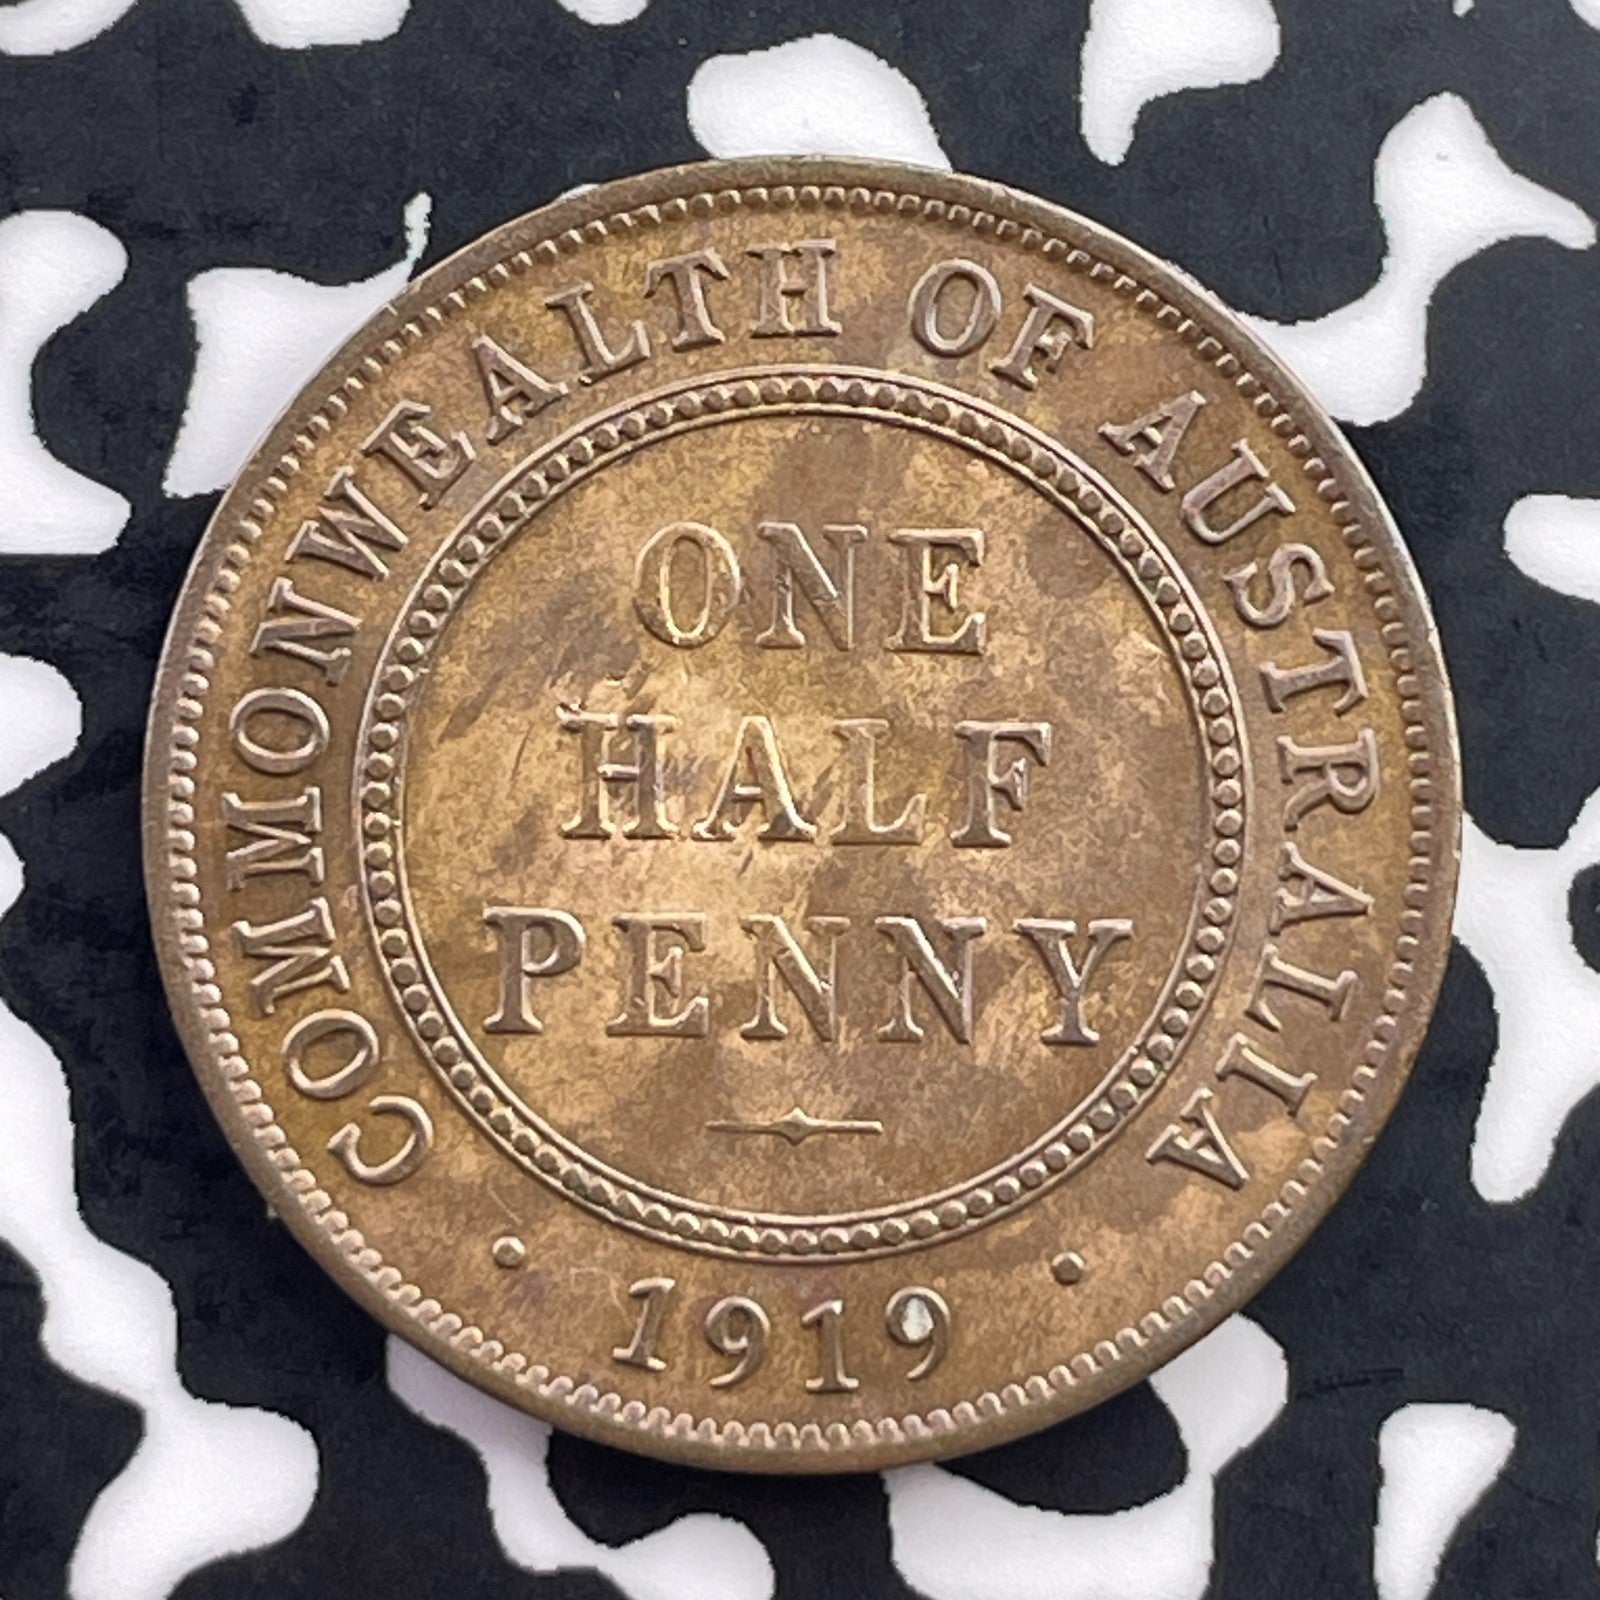 COMMONWEALTH OF AUSTRALIA
ONE
HALF
PENNY
1919